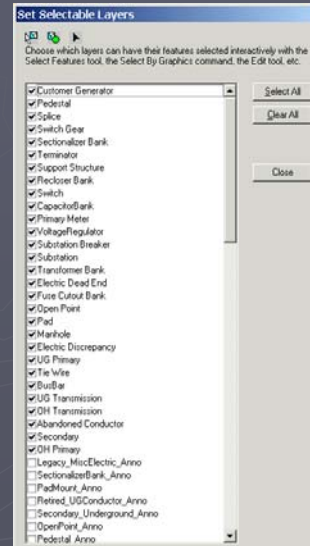 Set Selectable Layers
Choose which layers can have their features selected interactively with the
Select Features tool, the Select By Graphics command, the Edit tool, etc.
Customer Generator
Pedestal
Splice
Switch Gear
Sectionalizer Bank
Terminator
Support Structure
Recloser Bank
Switch
CapacitorBank
Primary Meter
VoltageRegulator
Substation Breaker
Substation
Transformer Bank
Electric Dead End
Fuse Cutout Bank
Open Point
Pad
Manhole
Electric Discrepancy
UG Primary
Tie Wire
BusBar
UG Transmission
OH Transmission
Abandoned Conductor
Secondary
OH Primary
Legacy_MiscElectric_Anno
SectionalizerBank_Anno
PadMount_Anno
Retired_UGConductor_Anno
Secondary_Underground_Anno
OpenPoint_Anno
Pedestal Anno
Select All
Clear All
Close